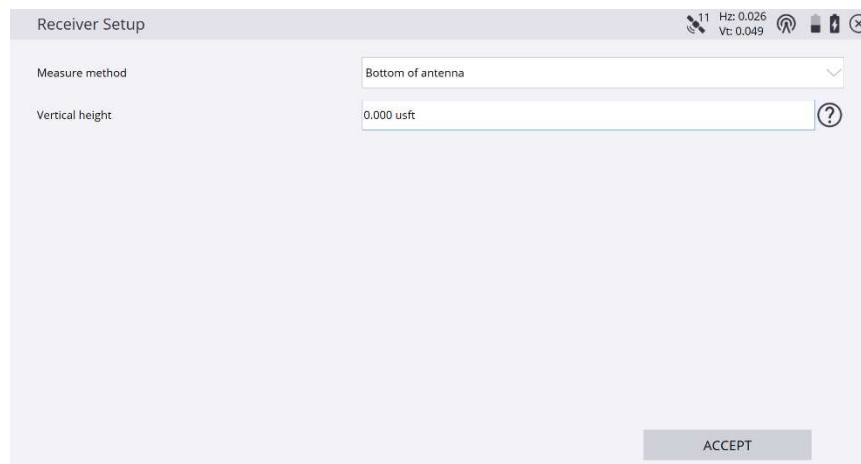 Receiver Setup
11 Hz: 0.026
Vt: 0.049
Measure method
Bottom of antenna
Vertical height
0.000 usft
?
ACCEPT